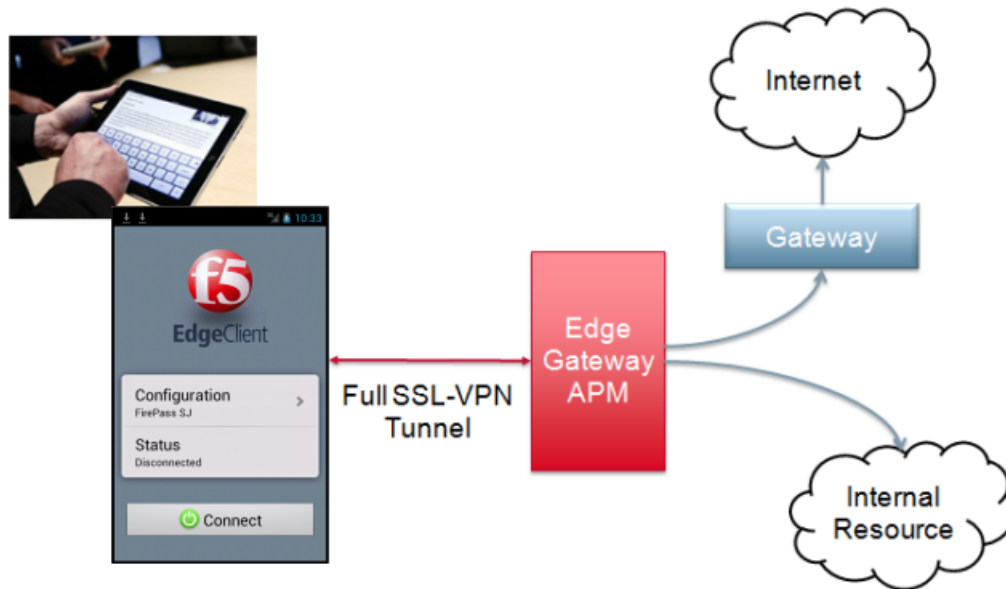 10:33
f5
EdgeClient
Configuration
FirePass SJ
Status
Disconnected
Connect
Full SSL-VPN
Tunnel
Edge
Gateway
APM
Internet
Gateway
Internal
Resource